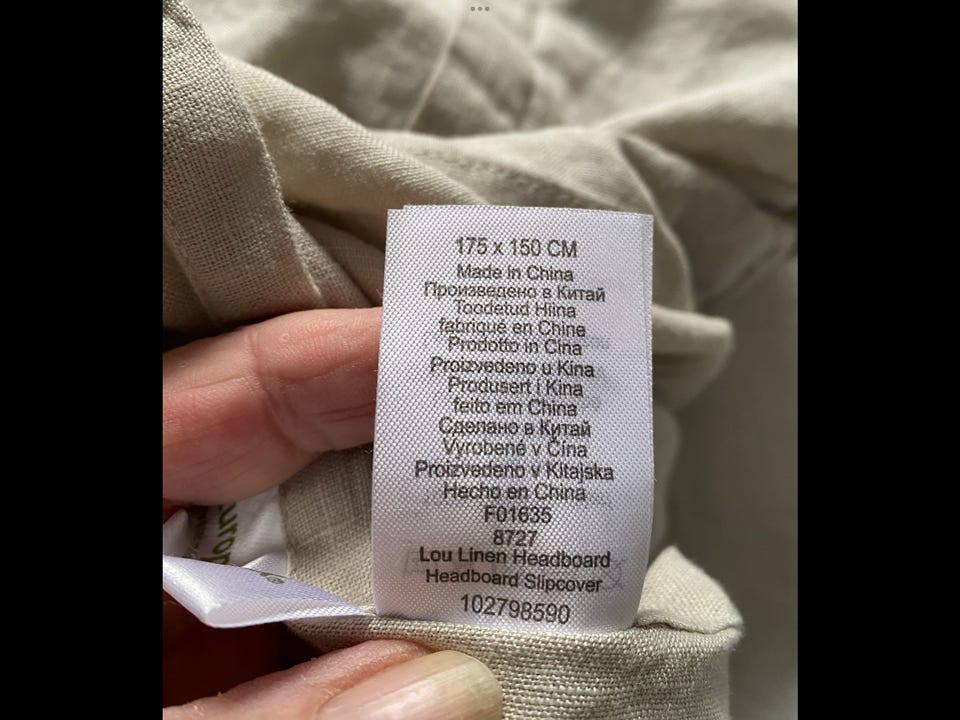 175 x 150 CM
Made in China
Произведено в Китай
Toodetud Hiina
fabriqué en Chine
Prodotto in Cina
Proizvedeno u Kina
Produsert i Kina
feito em China
Сделано в Китай
Vyrobené v Čína
Proizvedeno v Kitajska
Hecho en China
F01635
8727
Lou Linen Headboard
Headboard Slipcover
102798590